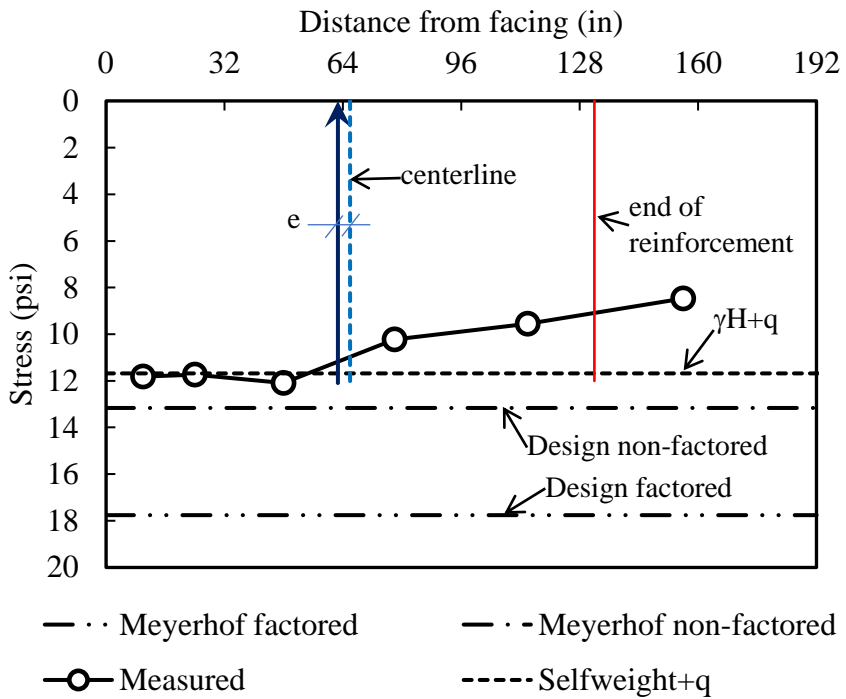 Distance from facing (in)
0 32 64 96 128 160 192
0
2
4
6
8
10
12
14
16
18
20
Stress (psi)
centerline
e
end of
reinforcement
γH+q
Design non-factored
Design factored
Meyerhof factored
Meyerhof non-factored
Measured
Selfweight+q